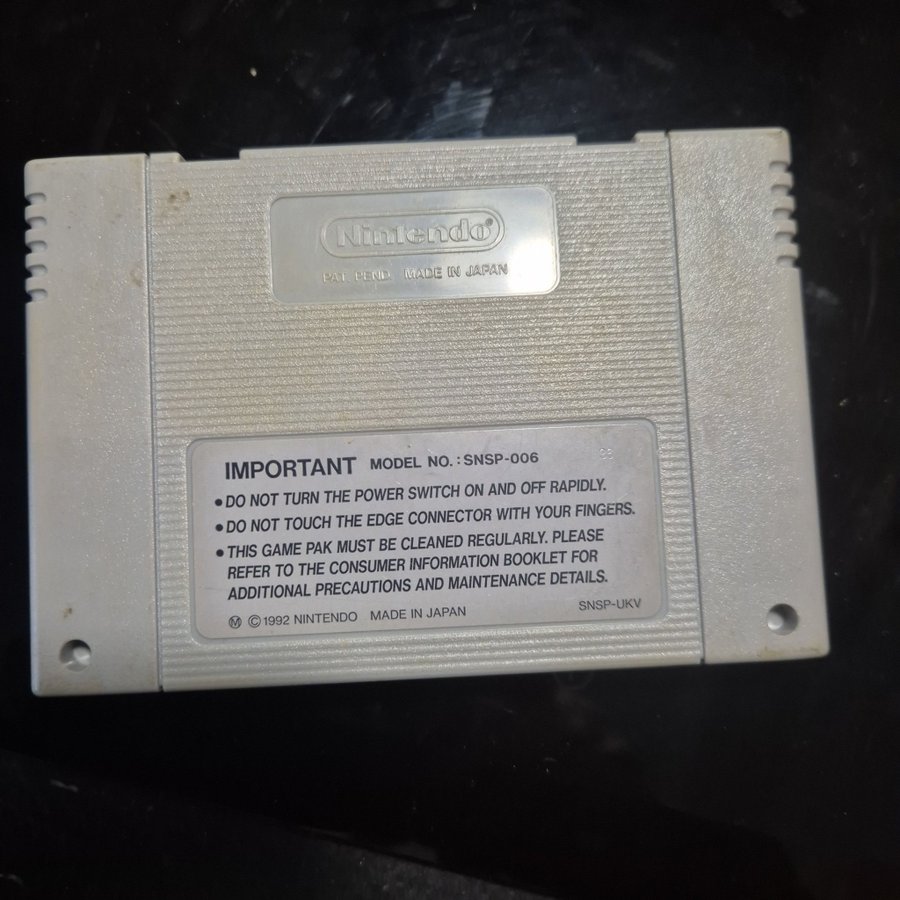 Nintendo®
PAT. PEND. MADE IN JAPAN
IMPORTANT MODEL NO. : SNSP-006
• DO NOT TURN THE POWER SWITCH ON AND OFF RAPIDLY.
• DO NOT TOUCH THE EDGE CONNECTOR WITH YOUR FINGERS.
• THIS GAME PAK MUST BE CLEANED REGULARLY. PLEASE
REFER TO THE CONSUMER INFORMATION BOOKLET FOR
ADDITIONAL PRECAUTIONS AND MAINTENANCE DETAILS.
Ⓜ © 1992 NINTENDO MADE IN JAPAN SNSP-UKV